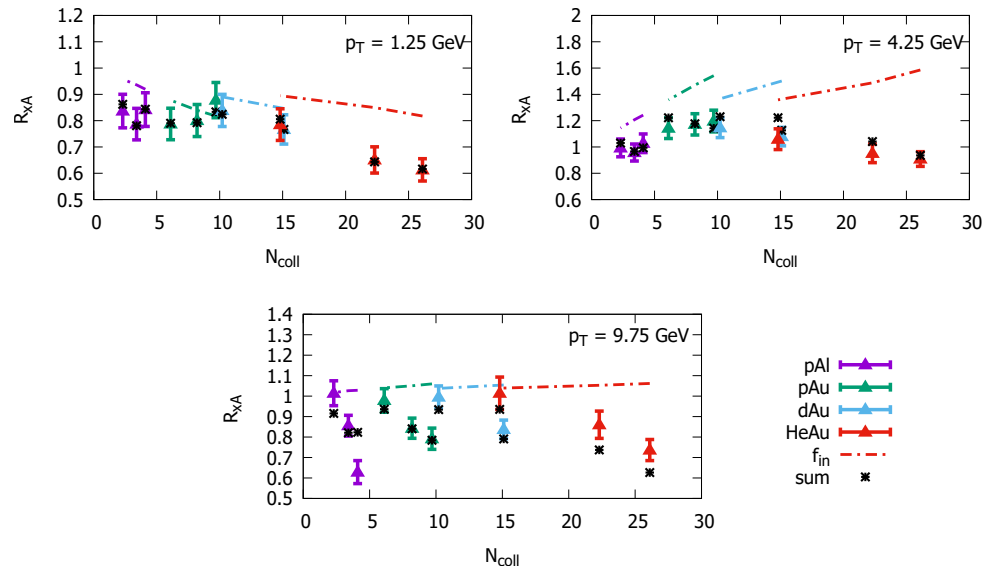 R_xA
1.2
1.1
1
0.9
0.8
0.7
0.6
0.5
p_T = 1.25 GeV
0 5 10 15 20 25 30
N_coll
R_xA
2
1.8
1.6
1.4
1.2
1
0.8
0.6
p_T = 4.25 GeV
0 5 10 15 20 25 30
N_coll
R_xA
1.4
1.3
1.2
1.1
1
0.9
0.8
0.7
0.6
0.5
p_T = 9.75 GeV
0 5 10 15 20 25 30
N_coll
pAl
pAu
dAu
HeAu
f_in
sum